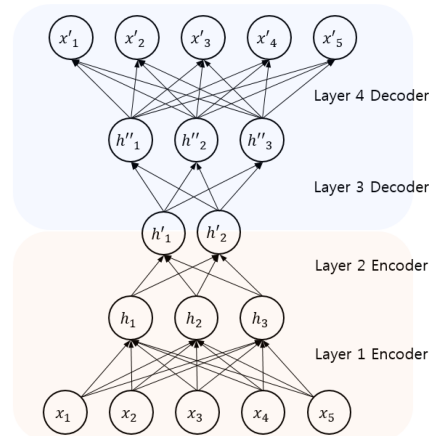 x'₁ x'₂ x'₃ x'₄ x'₅
Layer 4 Decoder
h''₁ h''₂ h''₃
Layer 3 Decoder
h'₁ h'₂
Layer 2 Encoder
h₁ h₂ h₃
Layer 1 Encoder
x₁ x₂ x₃ x₄ x₅